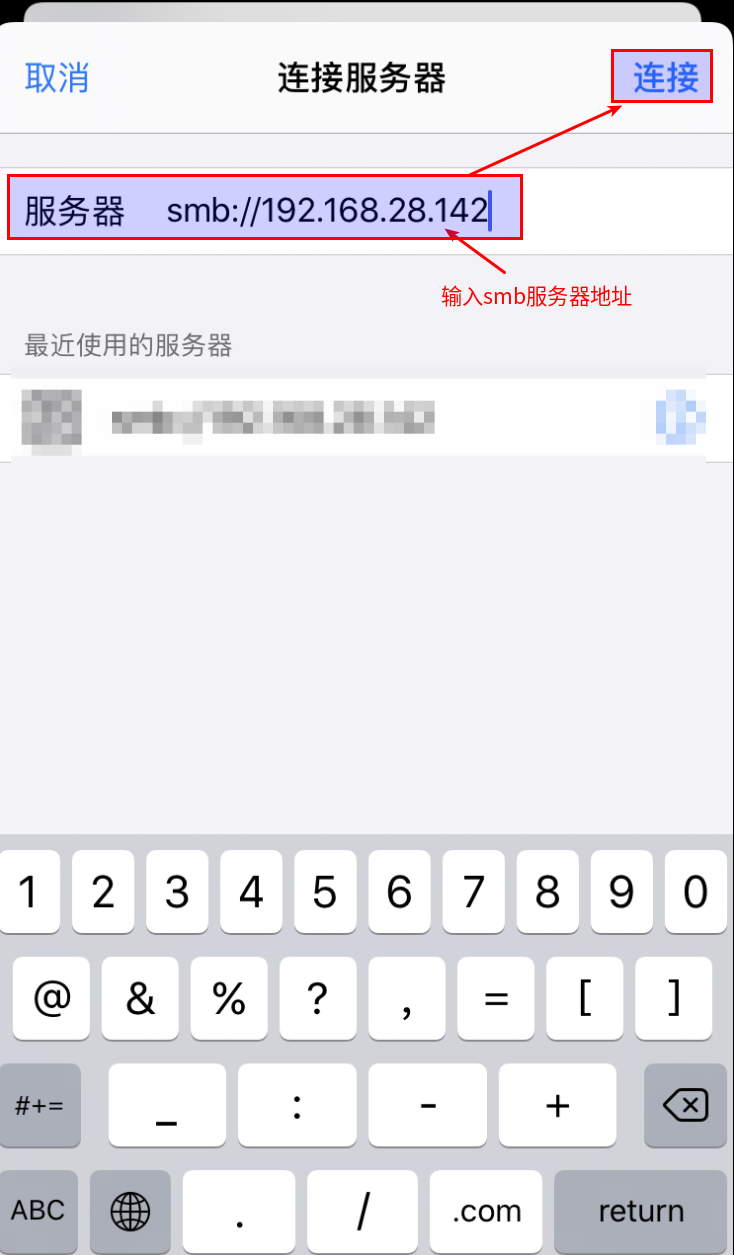 取消
连接服务器
连接
服务器 smb://192.168.28.142
输入smb服务器地址
最近使用的服务器
1 2 3 4 5 6 7 8 9 0
@ & % ? , = [ ]
#+= _ : - +
ABC . / .com return